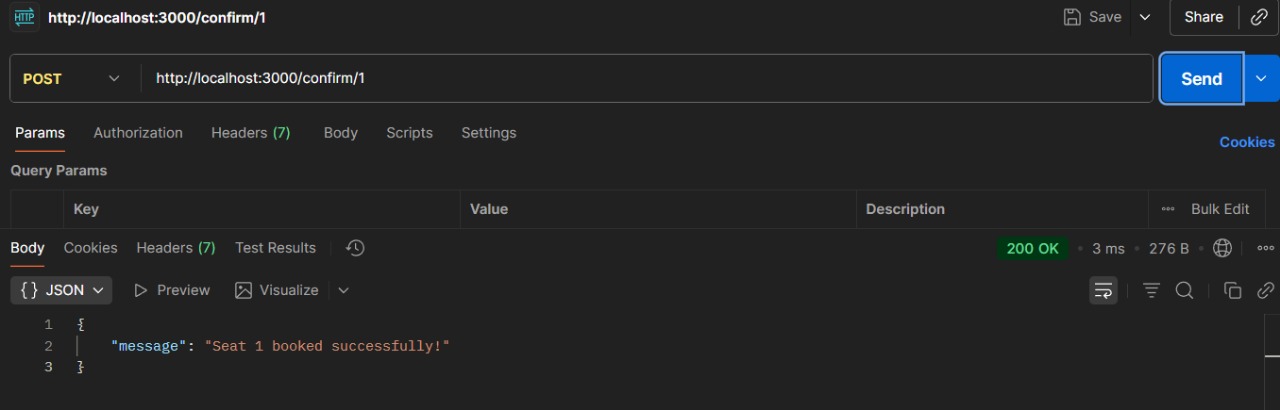 HTTP http://localhost:3000/confirm/1 Save Share
POST http://localhost:3000/confirm/1 Send
Params Authorization Headers (7) Body Scripts Settings Cookies
Query Params
Key Value Description Bulk Edit
Body Cookies Headers (7) Test Results 200 OK 3 ms 276 B
{} JSON Preview Visualize
1 {
2 "message": "Seat 1 booked successfully!"
3 }